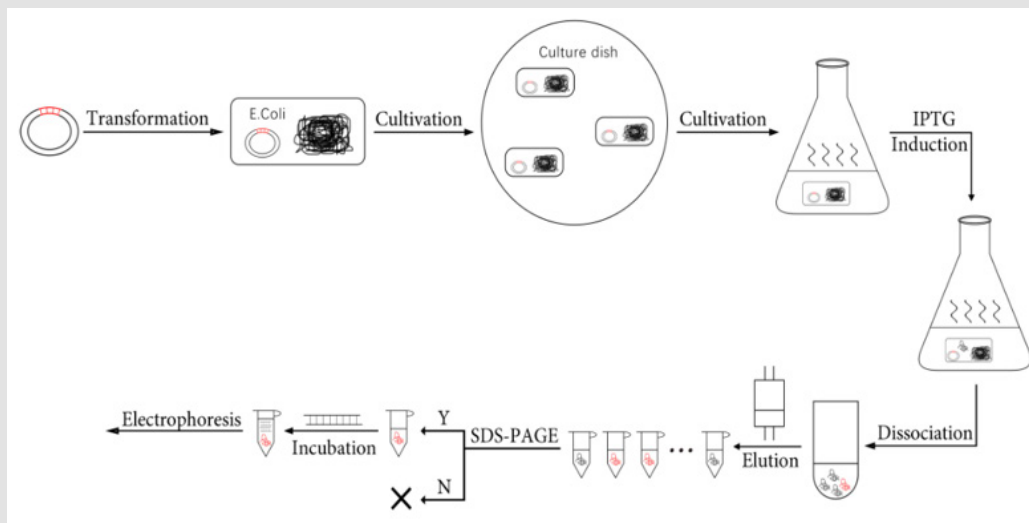 Transformation
E.Coli
Cultivation
Culture dish
Cultivation
IPTG
Induction
Dissociation
Elution
SDS-PAGE
Y
N
Incubation
Electrophoresis